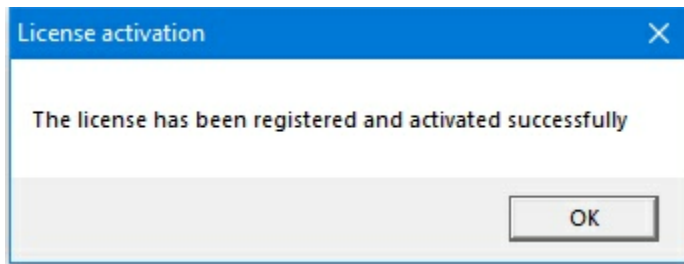 License activation
The license has been registered and activated successfully
OK